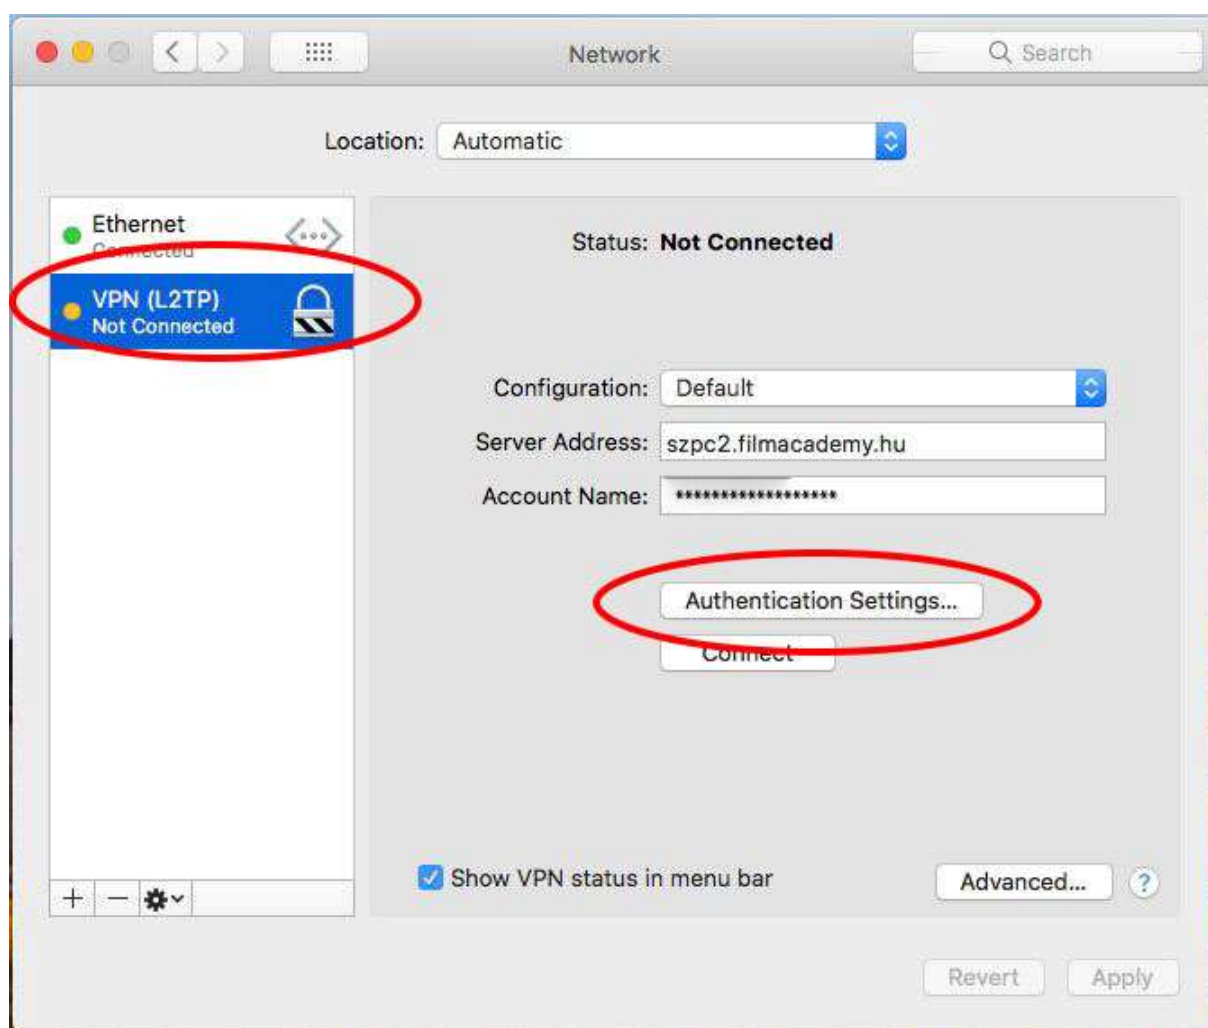 Network
Search
Location: Automatic
Ethernet
Connected
VPN (L2TP)
Not Connected
Status: Not Connected
Configuration: Default
Server Address: szpc2.filmacademy.hu
Account Name: ******************
Authentication Settings...
Connect
Show VPN status in menu bar
Advanced... ?
Revert Apply